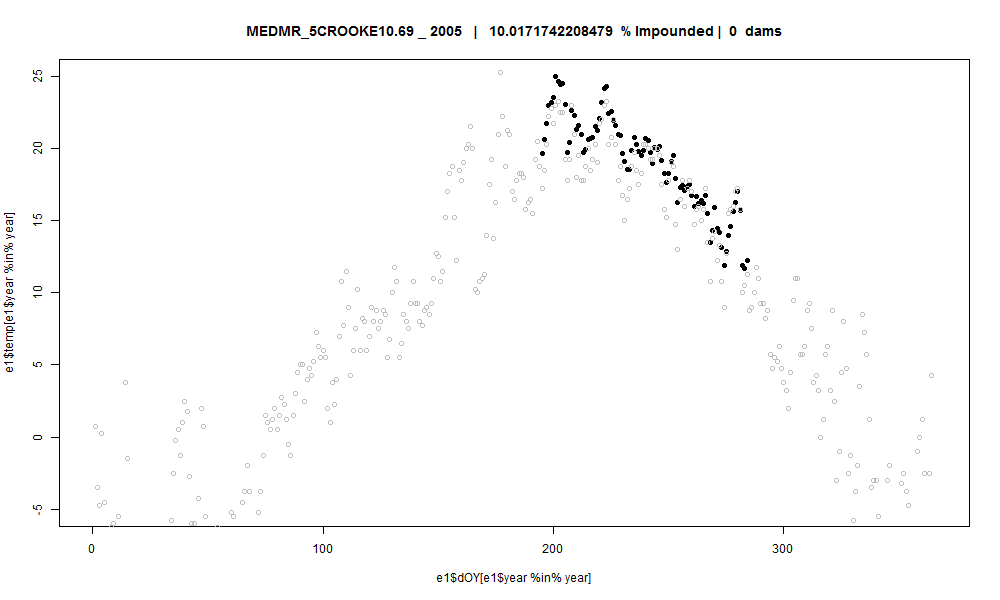 MEDMR_5CROOKE10.69 _ 2005 | 10.0171742208479 % Impounded | 0 dams
e1$temp[e1$year %in% year]
25
20
15
10
5
0
-5
0 100 200 300
e1$dOY[e1$year %in% year]